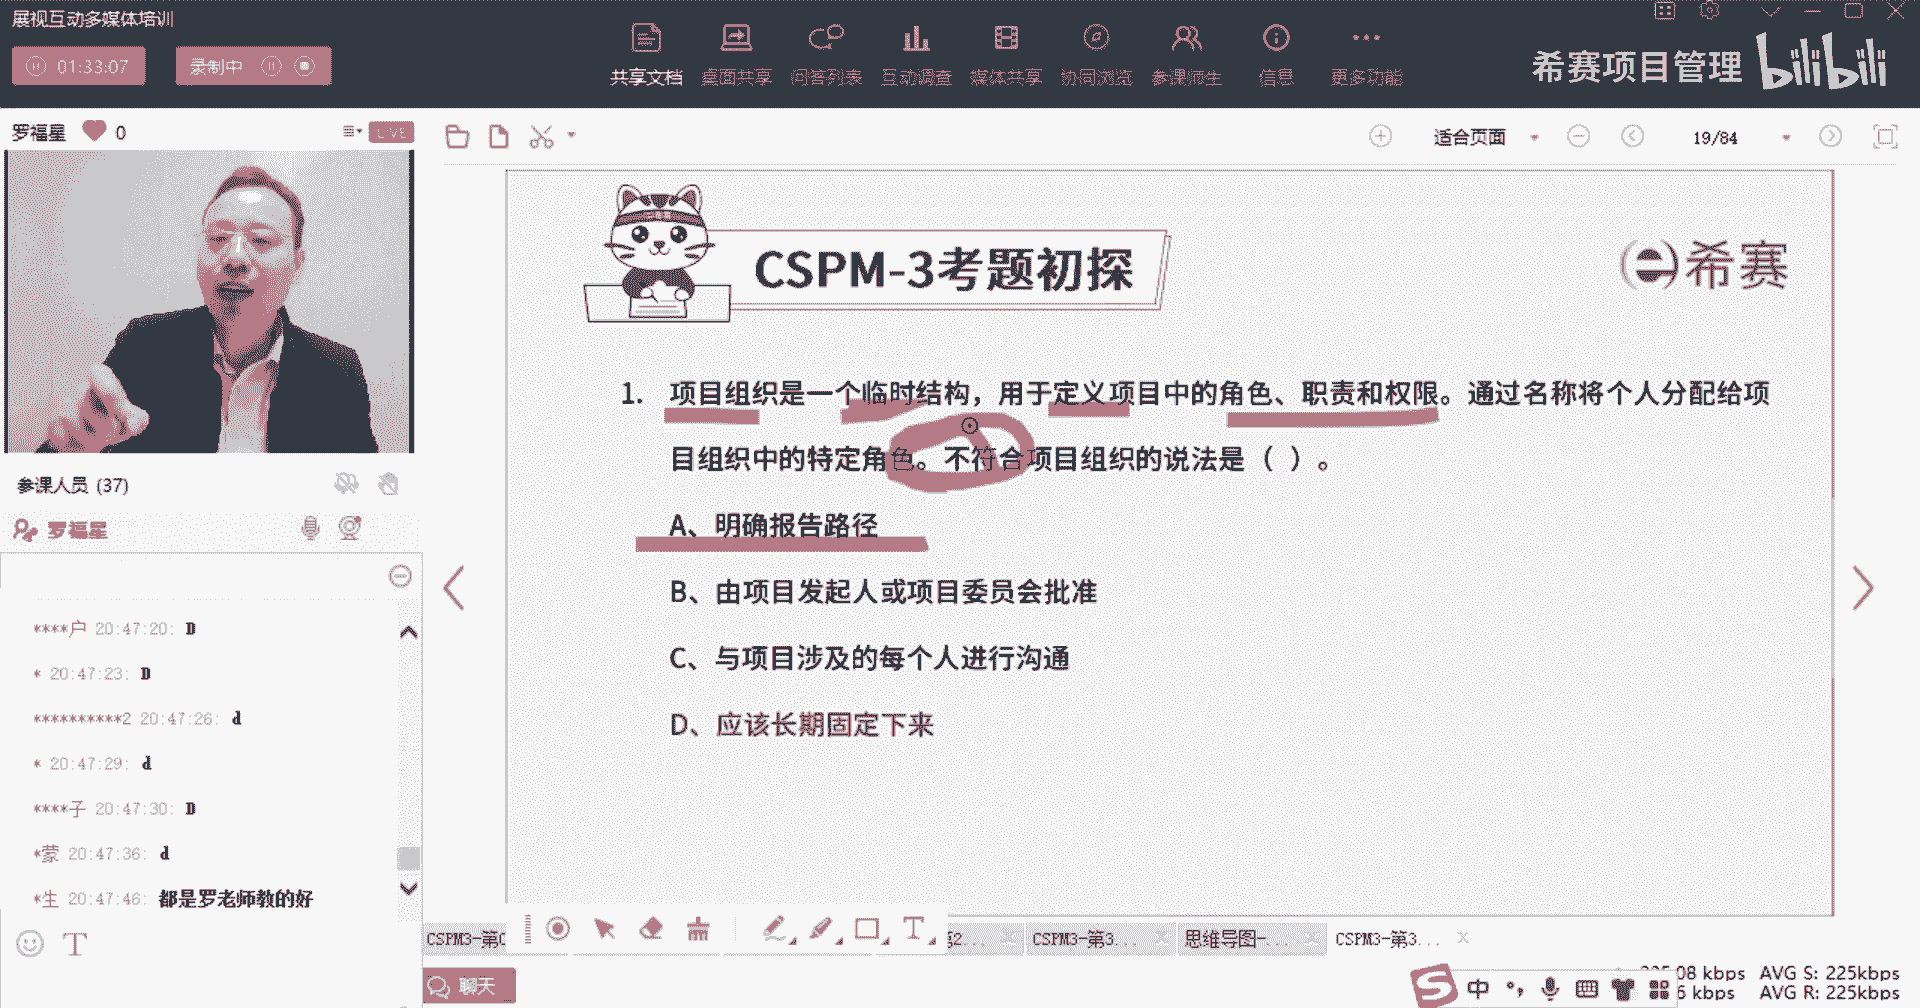 展视互动多媒体培训
01:33:07
录制中
共享文档
桌面共享
问答列表
互动调查
媒体共享
协同浏览
参课师生
信息
更多功能
希赛项目管理 bilibili
罗福星 0
LIVE
适合页面
19/84
CSPM-3考题初探
希赛
1. 项目组织是一个临时结构，用于定义项目中的角色、职责和权限。通过名称将个人分配给项
目组织中的特定角色。不符合项目组织的说法是（ ）。
A、明确报告路径
B、由项目发起人或项目委员会批准
C、与项目涉及的每个人进行沟通
D、应该长期固定下来
参课人员 (37)
罗福星
****户 20:47:20: D
* 20:47:23: D
**********2 20:47:26: d
* 20:47:29: d
****子 20:47:30: D
*蒙 20:47:36: d
*生 20:47:46: 都是罗老师教的好
T
T
CSPM3-第
2...
CSPM3-第3...
思维导图-...
CSPM3-第3...
聊天
S 中
08 kbps AVG S: 225kbps
6 kbps AVG R: 225kbps